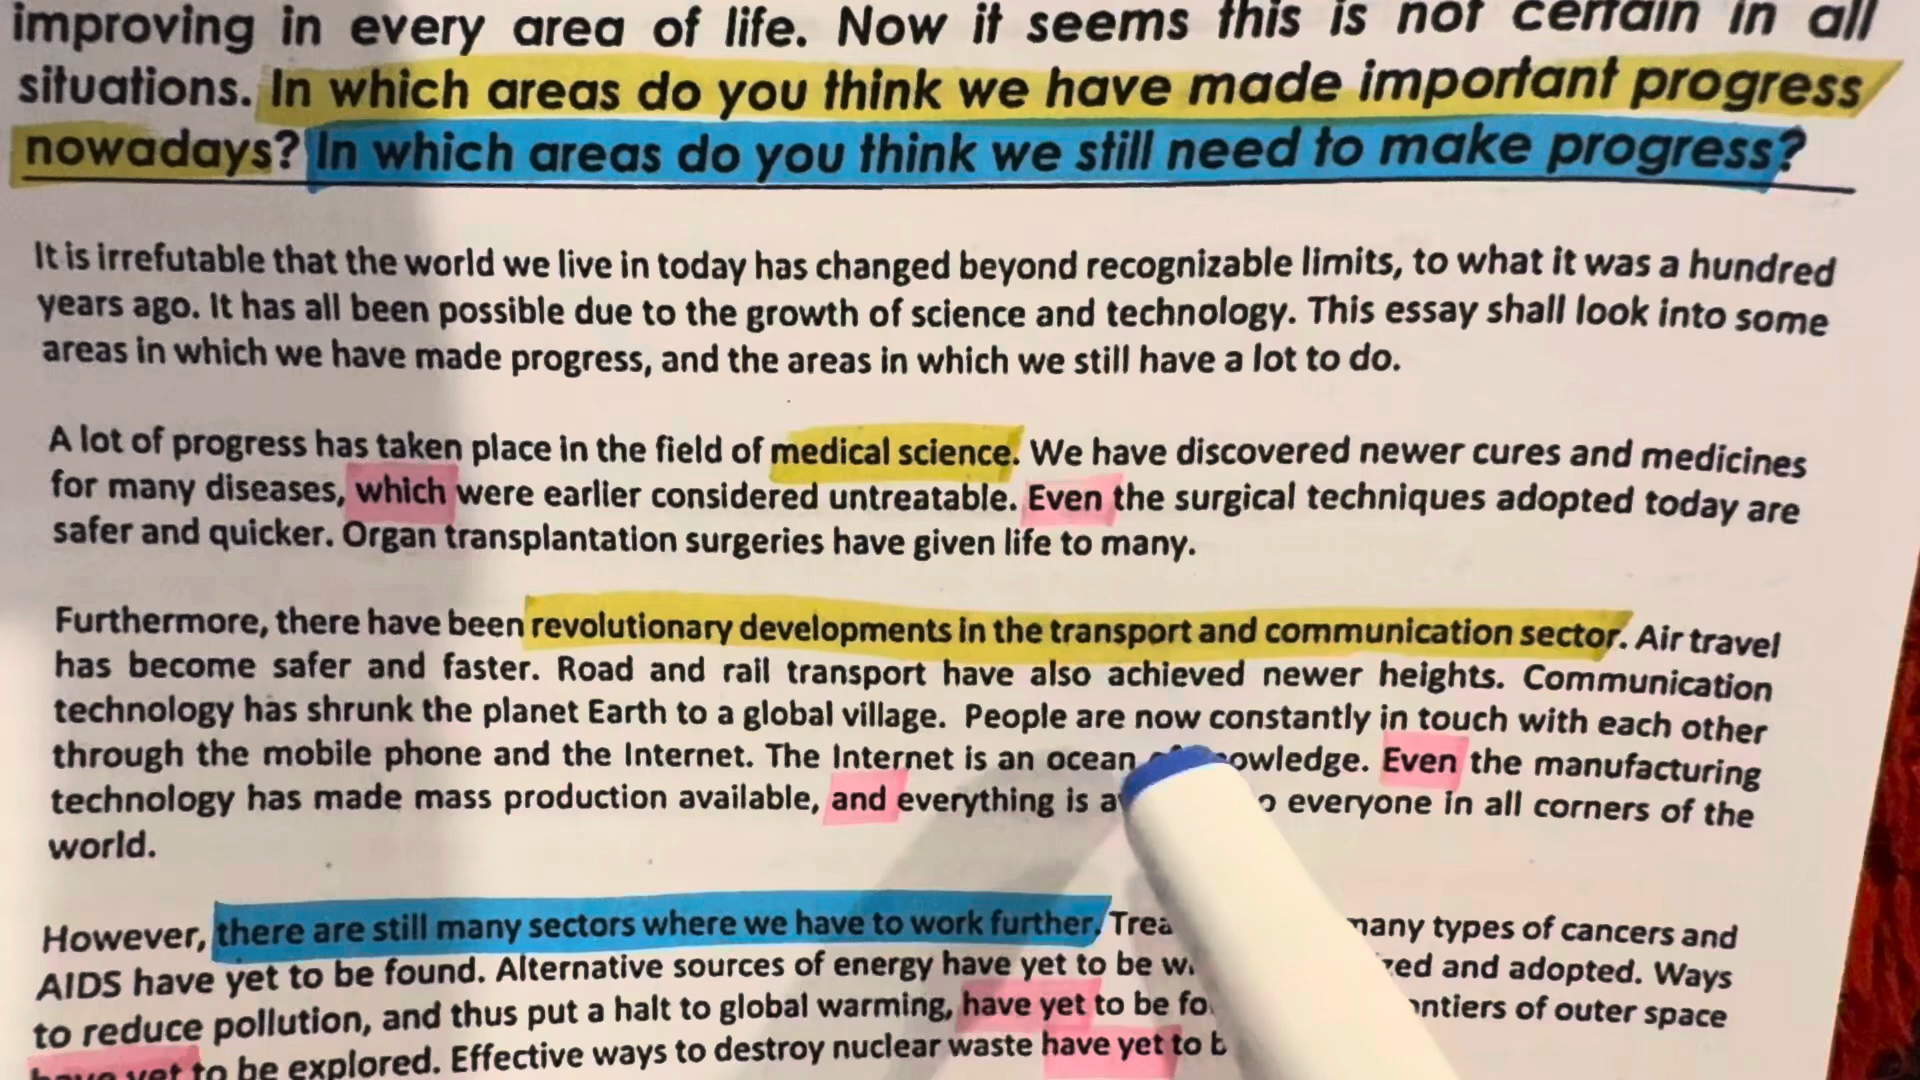 improving in every area of life. Now it seems this is not certain in all
situations. In which areas do you think we have made important progress
nowadays? In which areas do you think we still need to make progress?
It is irrefutable that the world we live in today has changed beyond recognizable limits, to what it was a hundred
years ago. It has all been possible due to the growth of science and technology. This essay shall look into some
areas in which we have made progress, and the areas in which we still have a lot to do.
A lot of progress has taken place in the field of medical science. We have discovered newer cures and medicines
for many diseases, which were earlier considered untreatable. Even the surgical techniques adopted today are
safer and quicker. Organ transplantation surgeries have given life to many.
Furthermore, there have been revolutionary developments in the transport and communication sector. Air travel
has become safer and faster. Road and rail transport have also achieved newer heights. Communication
technology has shrunk the planet Earth to a global village. People are now constantly in touch with each other
through the mobile phone and the Internet. The Internet is an ocean Even the manufacturing
technology has made mass production available, and everything is everyone in all corners of the
world.
However, there are still many sectors where we have to work further. many types of cancers and
AIDS have yet to be found. Alternative sources of energy have yet to be and adopted. Ways
to reduce pollution, and thus put a halt to global warming, have yet to be of outer space
have yet to be explored. Effective ways to destroy nuclear waste have yet to